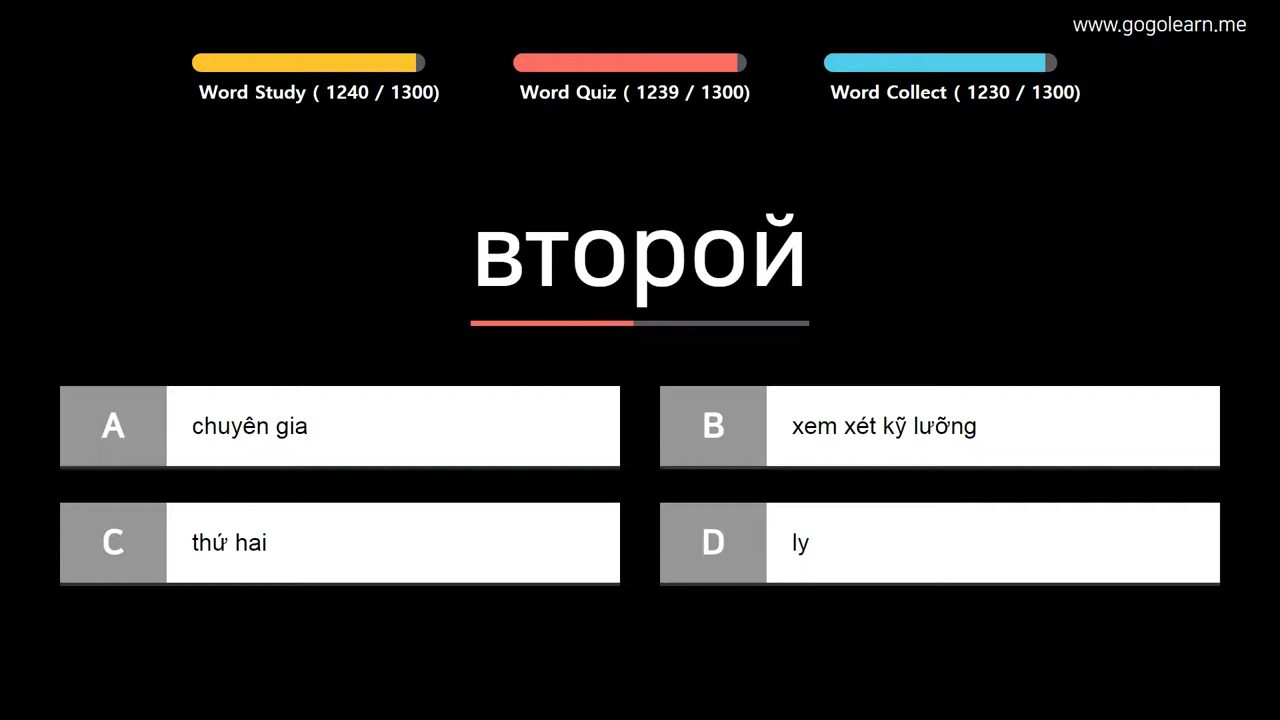 www.gogolearn.me
Word Study ( 1240 / 1300)
Word Quiz ( 1239 / 1300)
Word Collect ( 1230 / 1300)
второй
A chuyên gia
B xem xét kỹ lưỡng
C thứ hai
D ly